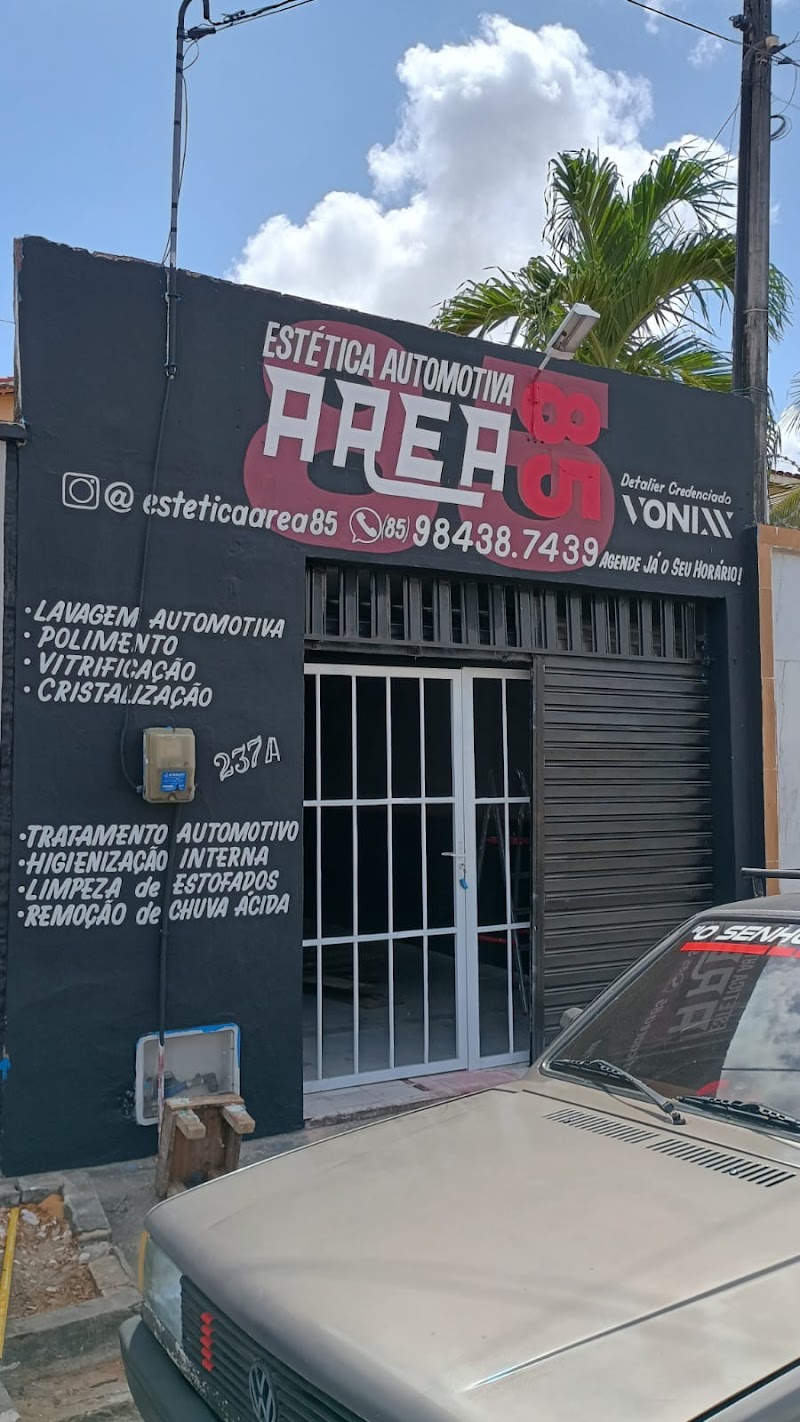 ESTÉTICA AUTOMOTIVA
AREA 85
@esteticaarea85 (85) 98438.7439
Detalier Credenciado
VONIXX
AGENDE JÁ O SEU HORÁRIO!
• LAVAGEM AUTOMOTIVA
• POLIMENTO
• VITRIFICAÇÃO
• CRISTALIZAÇÃO
237A
• TRATAMENTO AUTOMOTIVO
• HIGIENIZAÇÃO INTERNA
• LIMPEZA de ESTOFADOS
• REMOÇÃO de CHUVA ÁCIDA
"O SENHO